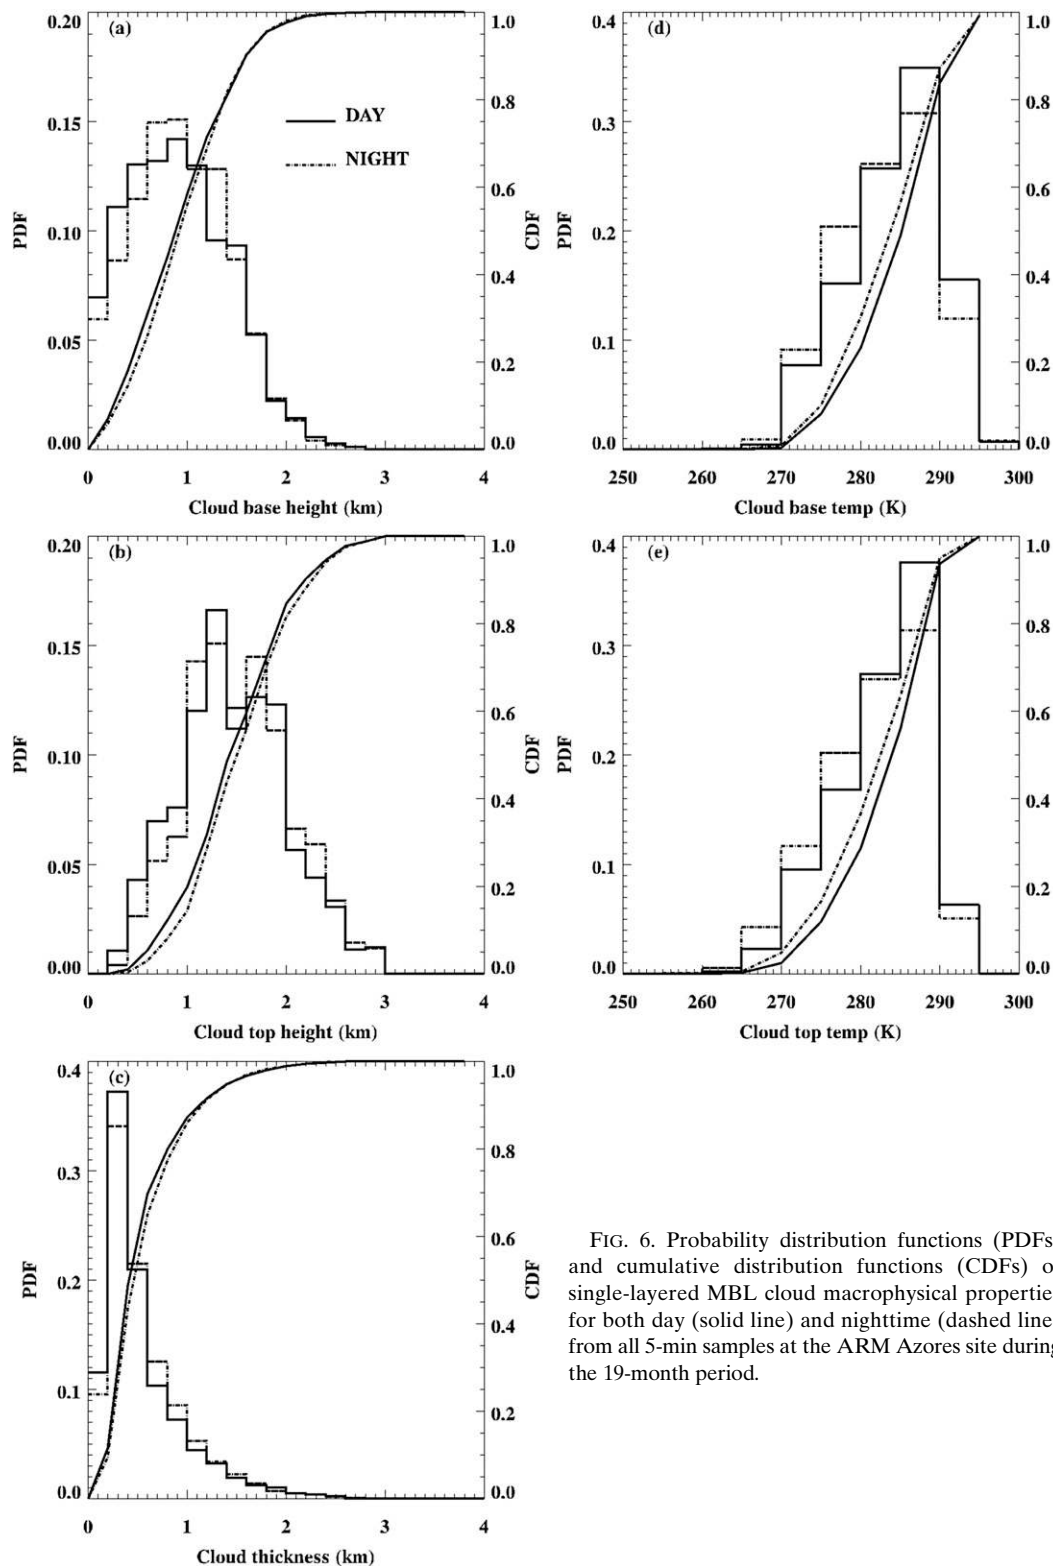 (a)
0.20
0.15
0.10
0.05
0.00
PDF
1.0
0.8
0.6
0.4
0.2
0.0
CDF
DAY
NIGHT
0 1 2 3 4
Cloud base height (km)
(d)
0.4
0.3
0.2
0.1
0.0
PDF
1.0
0.8
0.6
0.4
0.2
0.0
250 260 270 280 290 300
Cloud base temp (K)
(b)
0.20
0.15
0.10
0.05
0.00
PDF
1.0
0.8
0.6
0.4
0.2
0.0
CDF
0 1 2 3 4
Cloud top height (km)
(e)
0.4
0.3
0.2
0.1
0.0
PDF
1.0
0.8
0.6
0.4
0.2
0.0
250 260 270 280 290 300
Cloud top temp (K)
(c)
0.4
0.3
0.2
0.1
0.0
PDF
1.0
0.8
0.6
0.4
0.2
0.0
CDF
0 1 2 3 4
Cloud thickness (km)
FIG. 6. Probability distribution functions (PDFs
and cumulative distribution functions (CDFs) o
single-layered MBL cloud macrophysical propertie
for both day (solid line) and nighttime (dashed line
from all 5-min samples at the ARM Azores site during
the 19-month period.